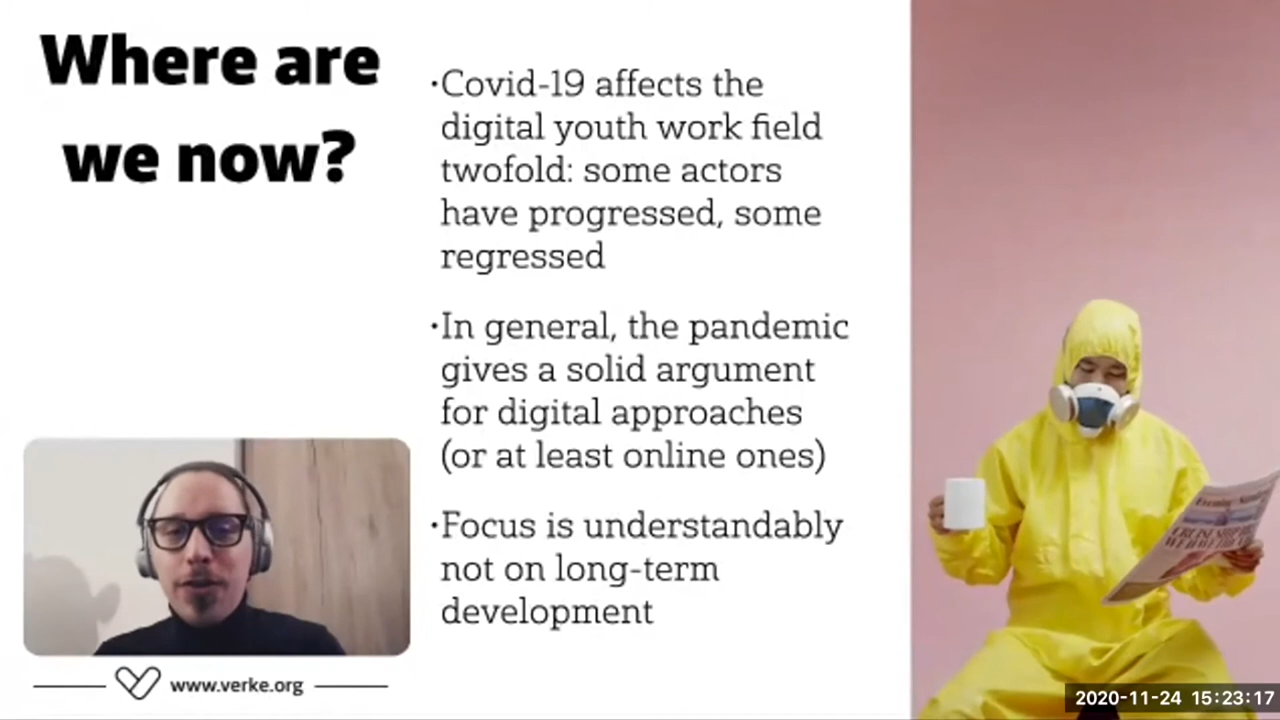 Where are
we now?
•Covid-19 affects the
digital youth work field
twofold: some actors
have progressed, some
regressed
•In general, the pandemic
gives a solid argument
for digital approaches
(or at least online ones)
•Focus is understandably
not on long-term
development
www.verke.org
2020-11-24 15:23:17